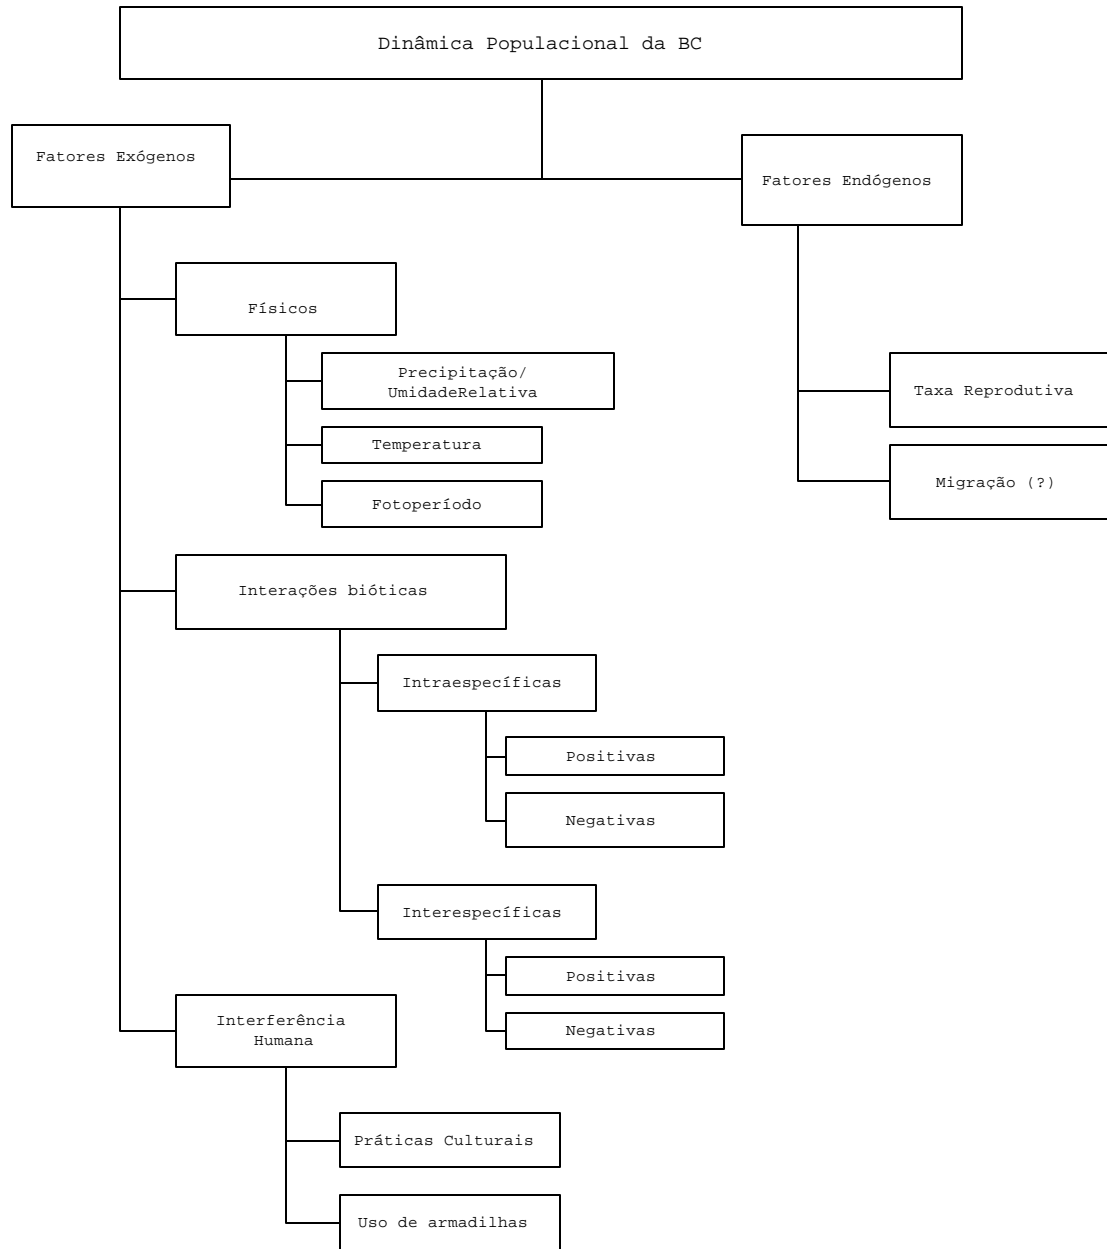 Dinâmica Populacional da BC
Fatores Exógenos
Fatores Endógenos
Físicos
Precipitação/
UmidadeRelativa
Temperatura
Fotoperíodo
Taxa Reprodutiva
Migração (?)
Interações bióticas
Intraespecíficas
Positivas
Negativas
Interespecíficas
Positivas
Negativas
Interferência
Humana
Práticas Culturais
Uso de armadilhas